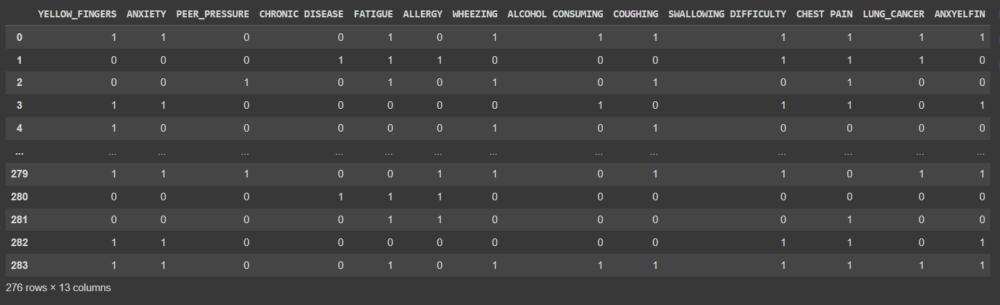 YELLOW_FINGERS ANXIETY PEER_PRESSURE CHRONIC DISEASE FATIGUE ALLERGY WHEEZING ALCOHOL CONSUMING COUGHING SWALLOWING DIFFICULTY CHEST PAIN LUNG_CANCER ANXYELFIN
0 1 1 0 0 1 0 1 1 1 1 1 1 1
1 0 0 0 1 1 1 0 0 0 1 1 1 0
2 0 0 1 0 1 0 1 0 1 0 1 0 0
3 1 1 0 0 0 0 0 1 0 1 1 0 1
4 1 0 0 0 0 0 1 0 1 0 0 0 0
... ... ... ... ... ... ... ... ... ... ... ... ... ...
279 1 1 1 0 0 1 1 0 1 1 0 1 1
280 0 0 0 1 1 1 0 0 0 0 0 0 0
281 0 0 0 0 1 1 0 0 0 0 1 0 0
282 1 1 0 0 0 0 0 0 0 1 1 0 1
283 1 1 0 0 1 0 1 1 1 1 1 1 1
276 rows × 13 columns